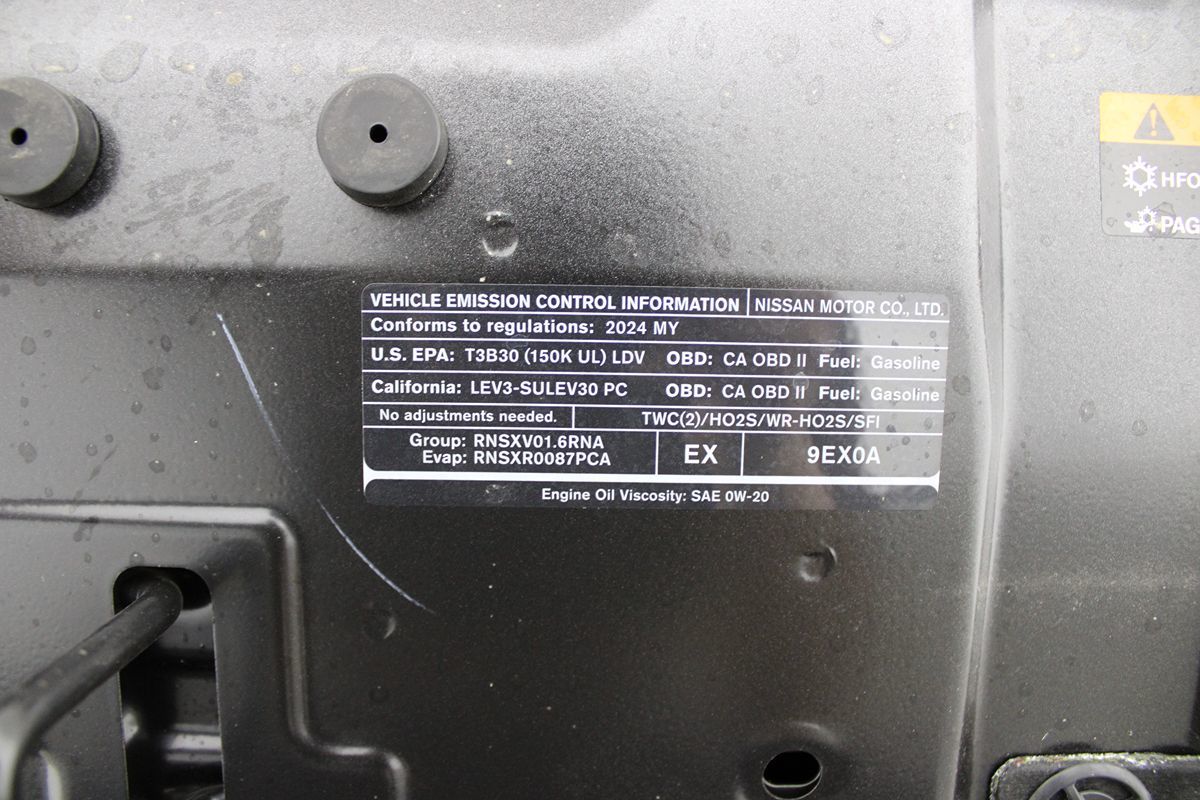 VEHICLE EMISSION CONTROL INFORMATION NISSAN MOTOR CO., LTD.
Conforms to regulations: 2024 MY
U.S. EPA: T3B30 (150K UL) LDV OBD: CA OBD II Fuel: Gasoline
California: LEV3-SULEV30 PC OBD: CA OBD II Fuel: Gasoline
No adjustments needed. TWC(2)/HO2S/WR-HO2S/SFI
Group: RNSXV01.6RNA
Evap: RNSXR0087PCA
EX
9EX0A
Engine Oil Viscosity: SAE 0W-20
HFO
PAG